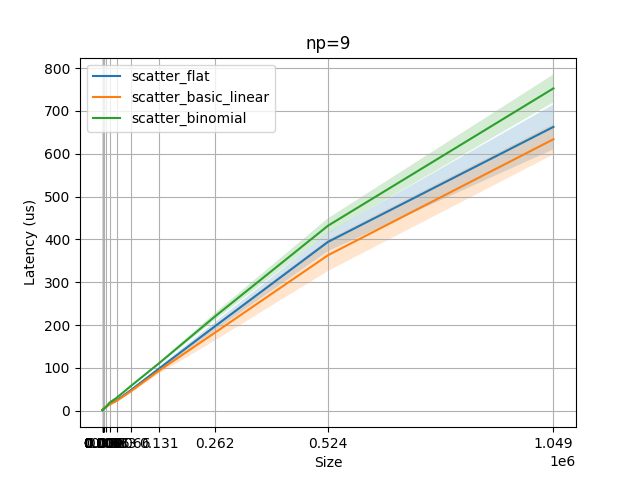 np=9
scatter_flat
scatter_basic_linear
scatter_binomial
800
700
600
500
400
300
200
100
0
Latency (us)
0.131
0.262
0.524
1.049
Size
1e6